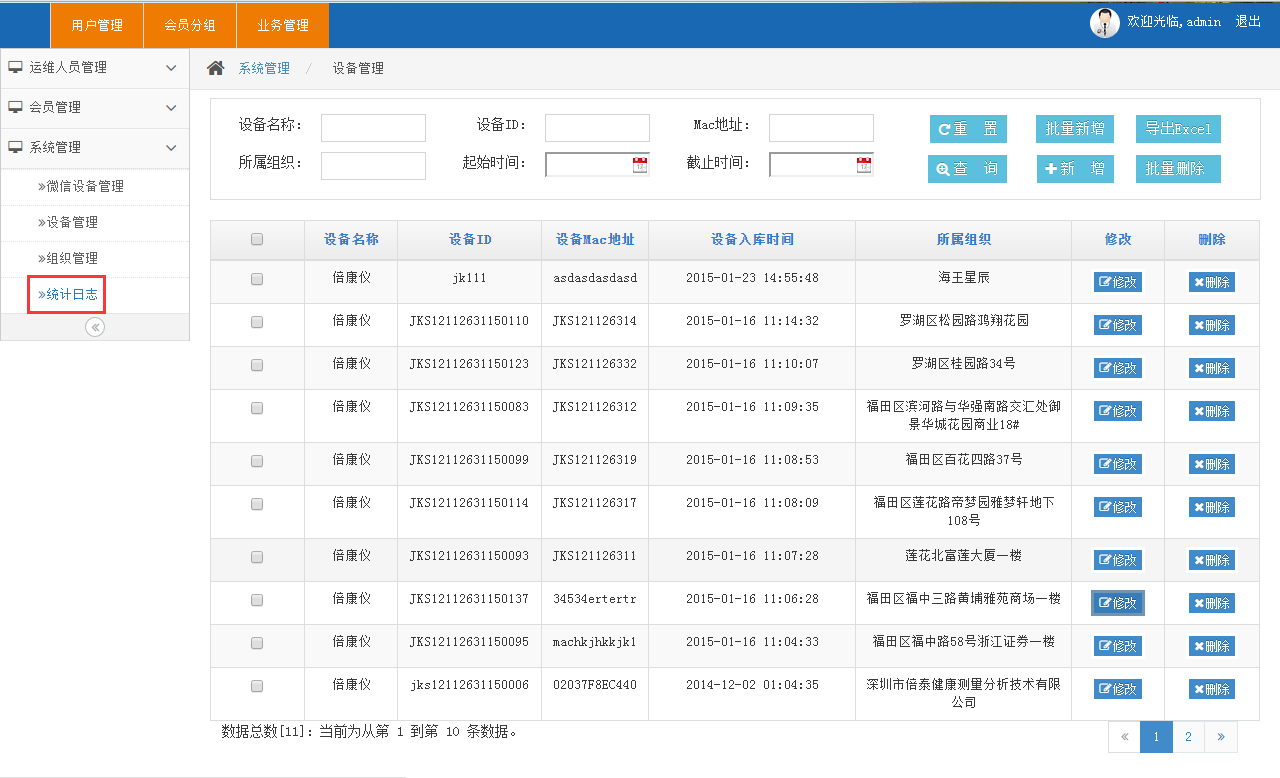 用户管理 会员分组 业务管理 欢迎光临,admin 退出
运维人员管理
会员管理
系统管理
»微信设备管理
»设备管理
»组织管理
»统计日志
«
系统管理 / 设备管理
设备名称： 设备ID： Mac地址： 重 置 批量新增 导出Excel
所属组织： 起始时间： 截止时间： 查 询 新 增 批量删除
设备名称 设备ID 设备Mac地址 设备入库时间 所属组织 修改 删除
倍康仪 jk111 asdasdasdasd 2015-01-23 14:55:48 海王星辰 修改 删除
倍康仪 JKS12112631150110 JKS121126314 2015-01-16 11:13:32 罗湖区松园路鸿翔花园 修改 删除
倍康仪 JKS12112631150123 JKS121126332 2015-01-16 11:10:07 罗湖区桂园路34号 修改 删除
倍康仪 JKS12112631150083 JKS121126312 2015-01-16 11:09:35 福田区滨河路与华强南路交汇处御
景华城花园商业18# 修改 删除
倍康仪 JKS12112631150099 JKS121126319 2015-01-16 11:08:53 福田区百花四路37号 修改 删除
倍康仪 JKS12112631150114 JKS121126317 2015-01-16 11:08:09 福田区莲花路帝梦园雅梦轩地下
108号 修改 删除
倍康仪 JKS12112631150093 JKS121126311 2015-01-16 11:07:28 莲花北富莲大厦一楼 修改 删除
倍康仪 JKS12112631150137 34534ertertr 2015-01-16 11:06:28 福田区福中三路黄埔雅苑商场一楼 修改 删除
倍康仪 JKS12112631150095 machkjhkkjkl 2015-01-16 11:04:33 福田区福中路58号浙江证券一楼 修改 删除
倍康仪 jks12112631150006 02037F8EC440 2014-12-02 01:04:35 深圳市倍泰健康测量分析技术有限
公司 修改 删除
数据总数[11]：当前为从第 1 到第 10 条数据。 « 1 2 »